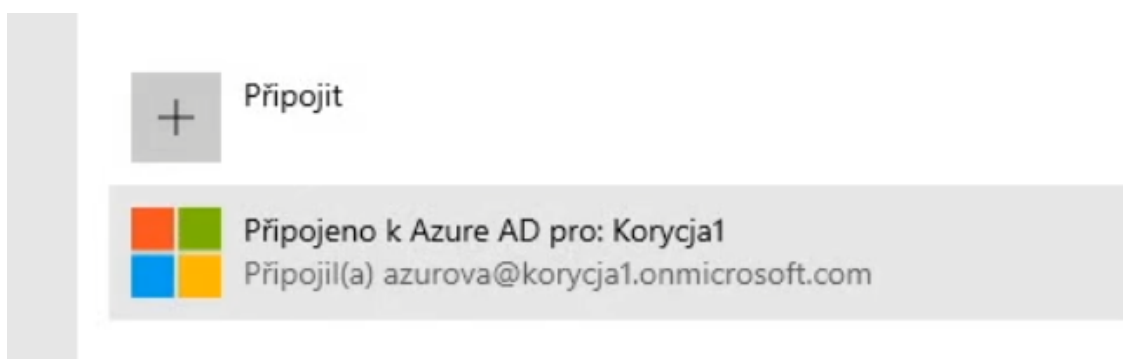 Připojit
Připojeno k Azure AD pro: Korycja1
Připojil(a) azurova@korycja1.onmicrosoft.com